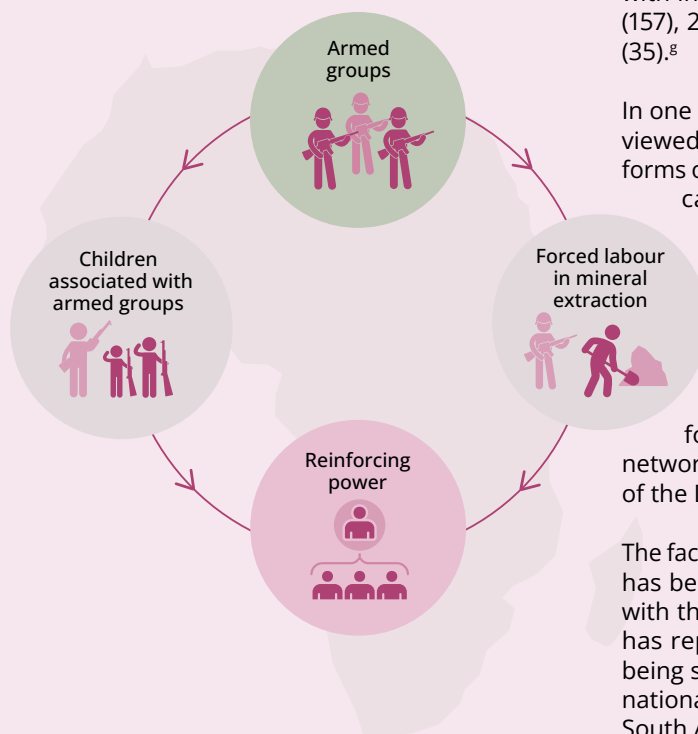 Armed
groups
Children
associated with
armed groups
Forced labour
in mineral
extraction
Reinforcing
power
(157), 2
(35).g
In one
viewed
forms o
ca
fo
networ
of the
The fac
has be
with th
has rep
being s
nationa
South A